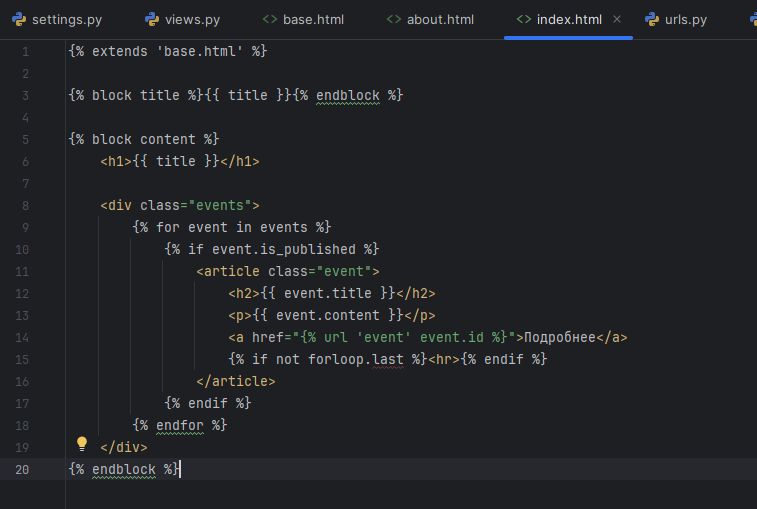 settings.py views.py base.html about.html index.html urls.py
1 {% extends 'base.html' %}
2
3 {% block title %}{{ title }}{% endblock %}
4
5 {% block content %}
6     <h1>{{ title }}</h1>
7
8     <div class="events">
9         {% for event in events %}
10             {% if event.is_published %}
11                 <article class="event">
12                     <h2>{{ event.title }}</h2>
13                     <p>{{ event.content }}</p>
14                     <a href="{% url 'event' event.id %}">Подробнее</a>
15                     {% if not forloop.last %}<hr>{% endif %}
16                 </article>
17             {% endif %}
18         {% endfor %}
19     </div>
20 {% endblock %}